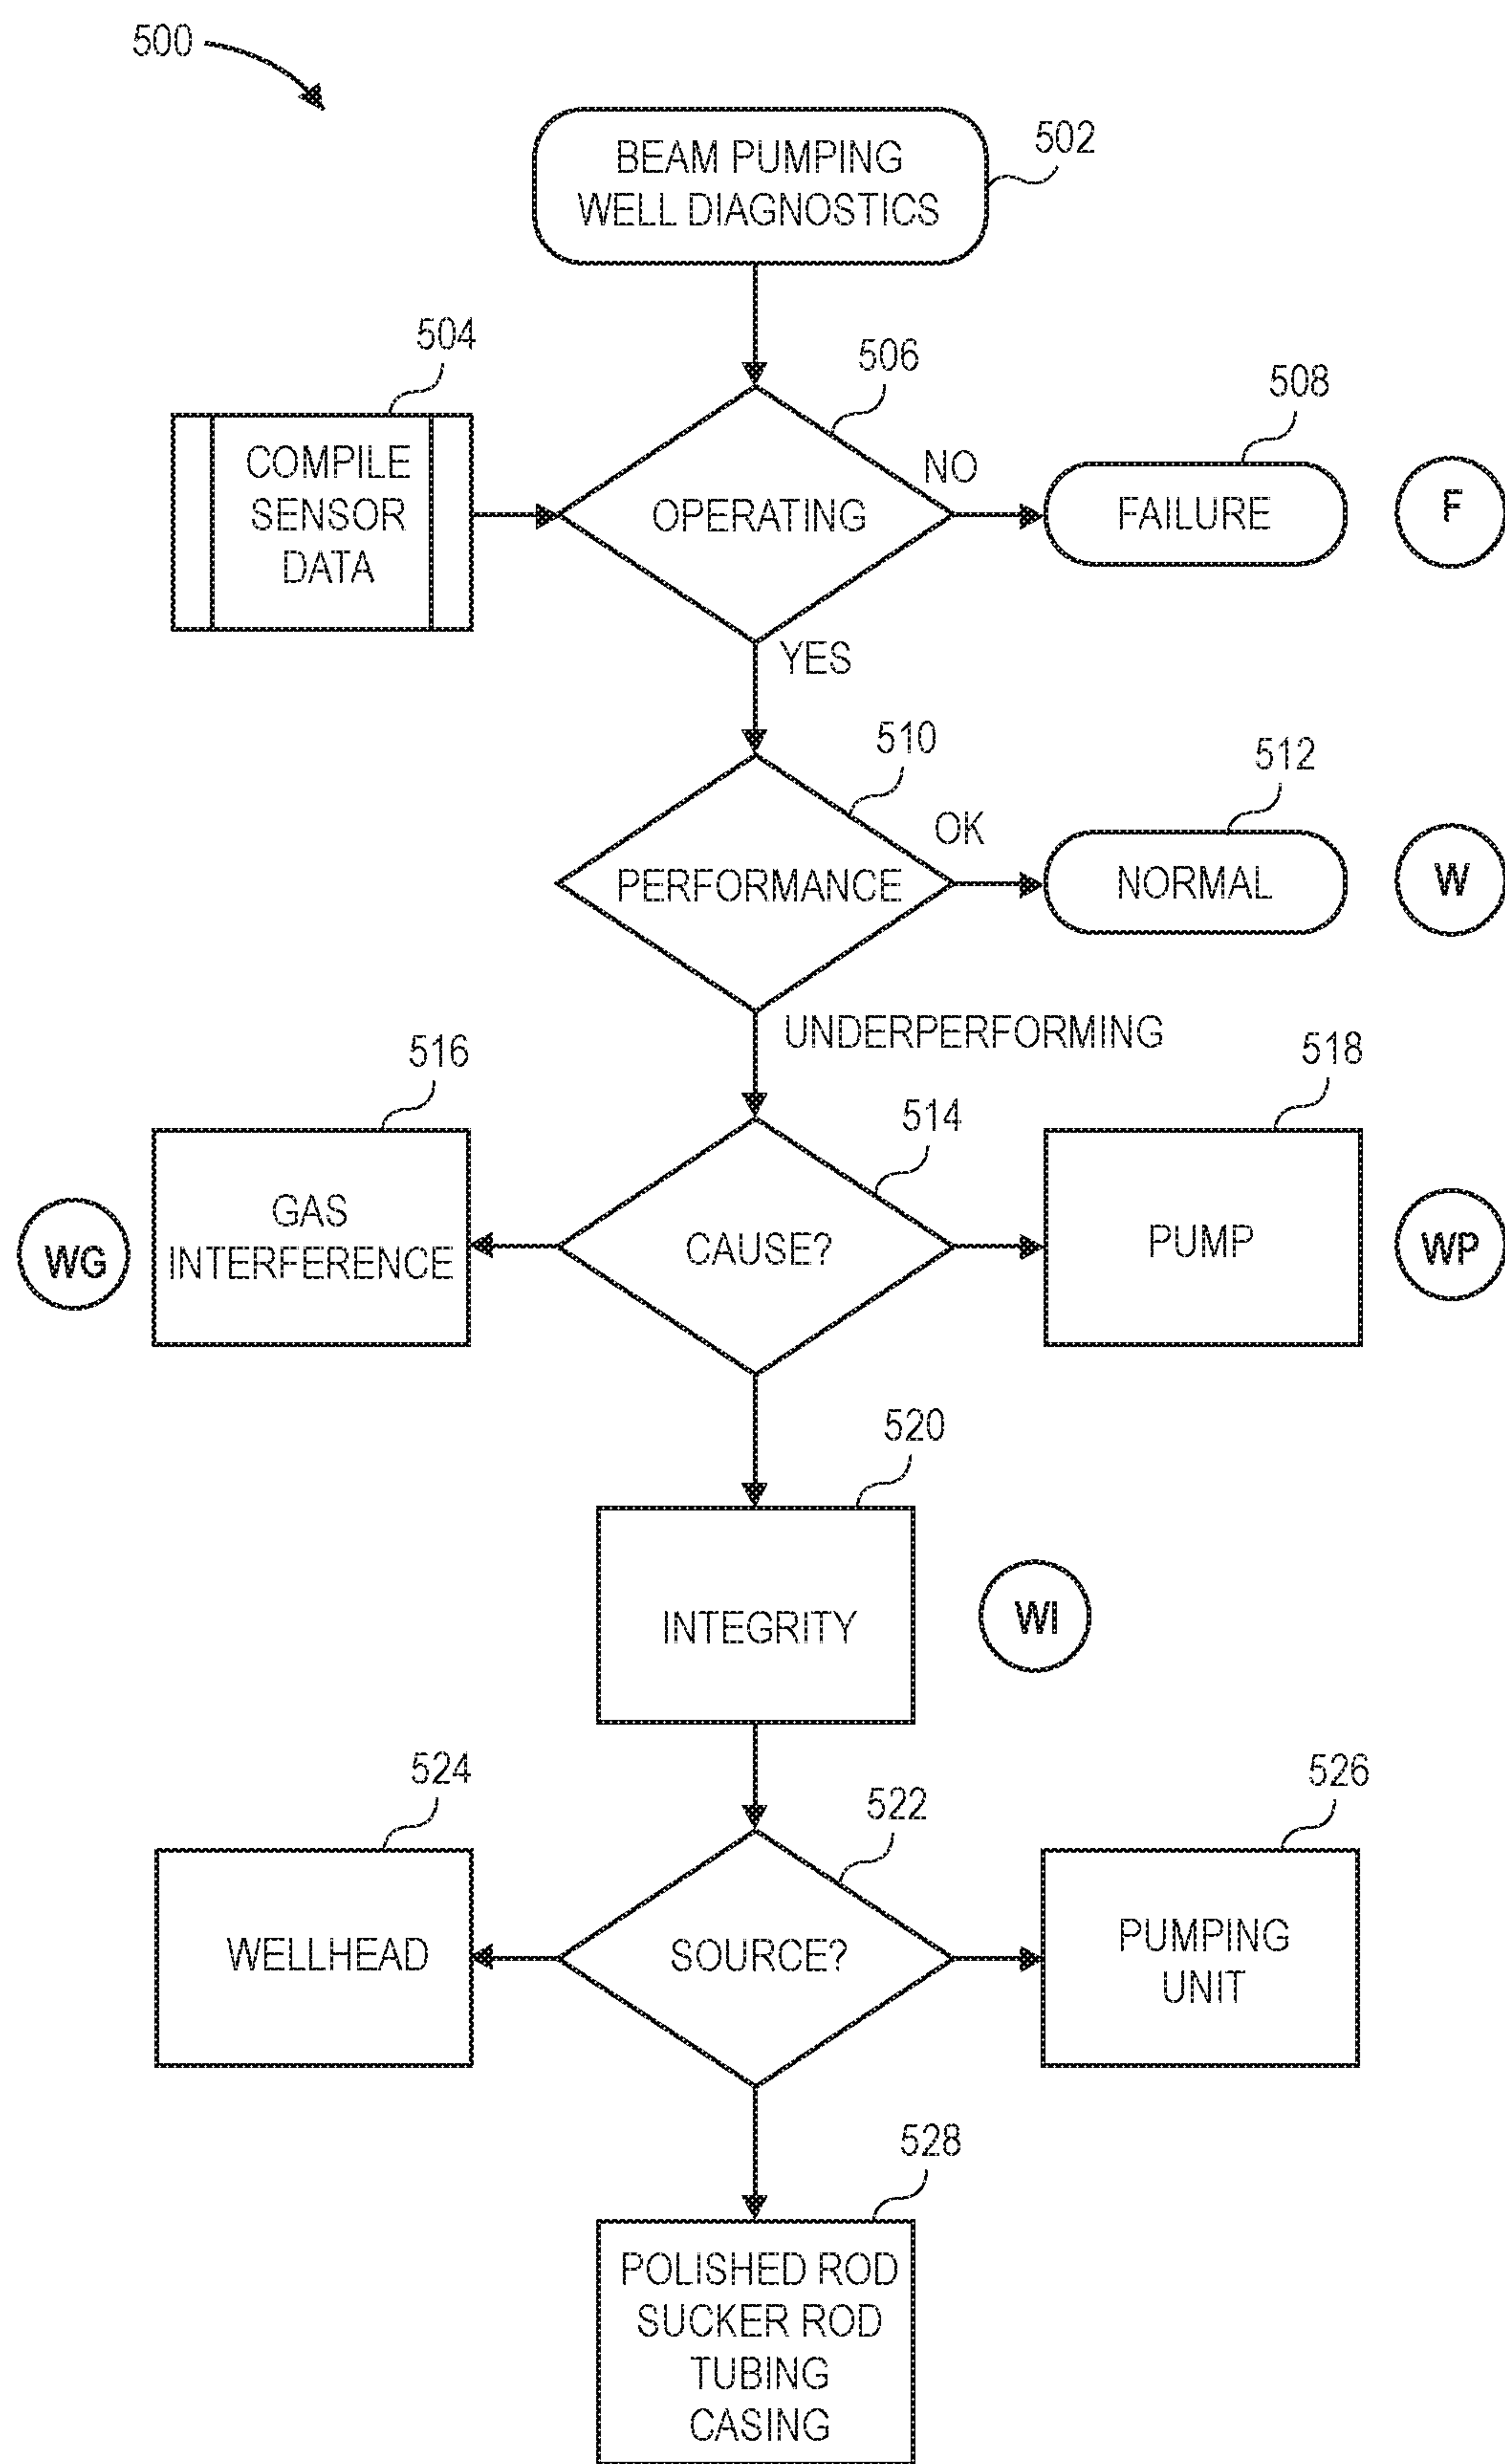 500
BEAM PUMPING
WELL DIAGNOSTICS
502
504
COMPILE
SENSOR
DATA
506
OPERATING
NO
508
FAILURE
F
YES
510
PERFORMANCE
OK
512
NORMAL
W
UNDERPERFORMING
516
GAS
INTERFERENCE
WG
514
CAUSE?
518
PUMP
WP
520
INTEGRITY
WI
524
WELLHEAD
522
SOURCE?
526
PUMPING
UNIT
528
POLISHED ROD
SUCKER ROD
TUBING
CASING